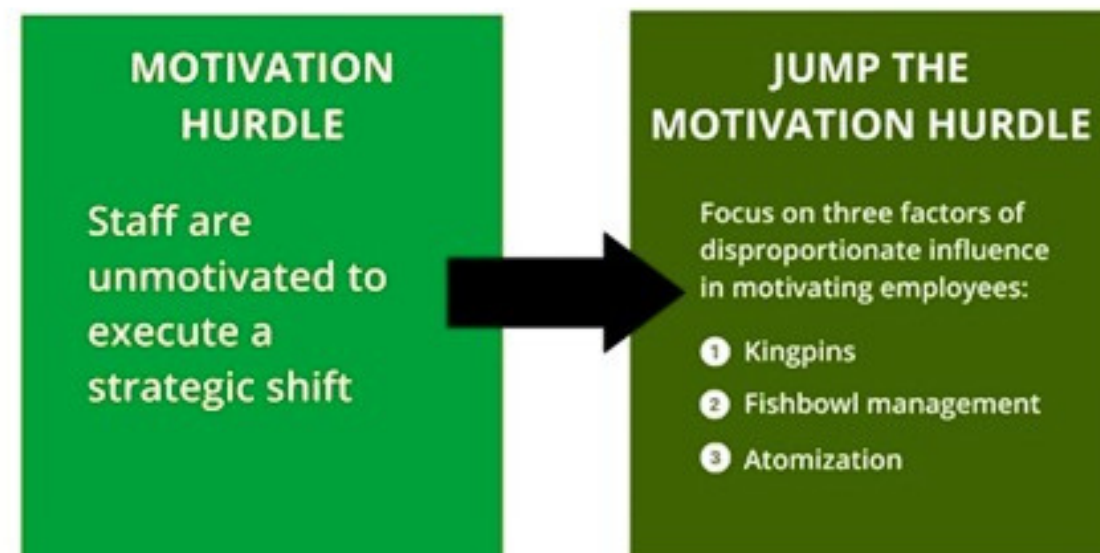 MOTIVATION
HURDLE
Staff are
unmotivated to
execute a
strategic shift
JUMP THE
MOTIVATION HURDLE
Focus on three factors of
disproportionate influence
in motivating employees:
1 Kingpins
2 Fishbowl management
3 Atomization